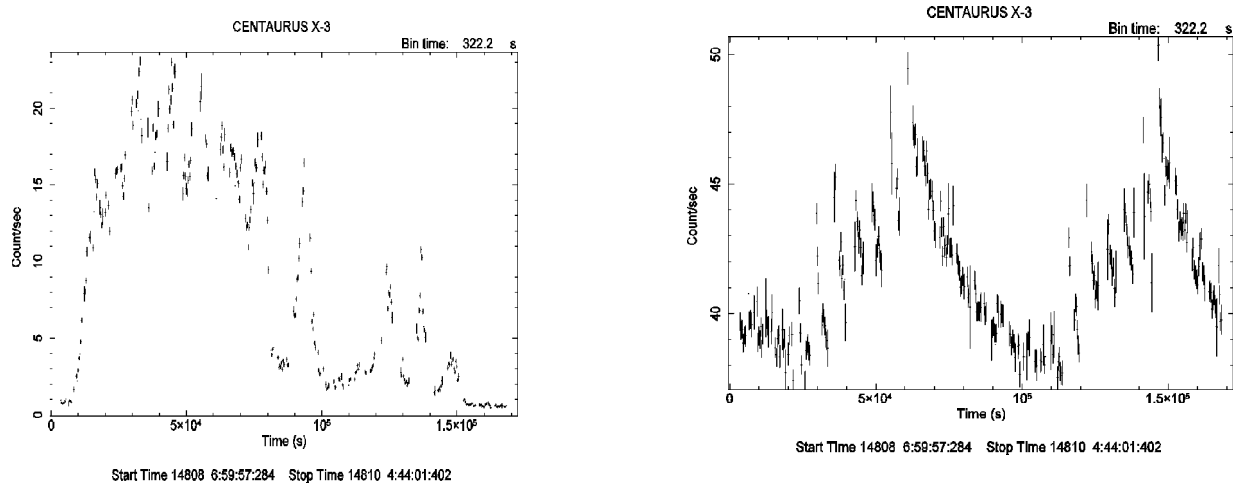 CENTAURUS X-3
Bin time: 322.2 s
Count/sec
20
15
10
5
0
0 5×10⁴ 10⁵ 1.5×10⁵
Time (s)
Start Time 14808 6:59:57:284 Stop Time 14810 4:44:01:402
CENTAURUS X-3
Bin time: 322.2 s
Count/sec
50
45
40
0 5×10⁴ 10⁵ 1.5×10⁵
Time (s)
Start Time 14808 6:59:57:284 Stop Time 14810 4:44:01:402